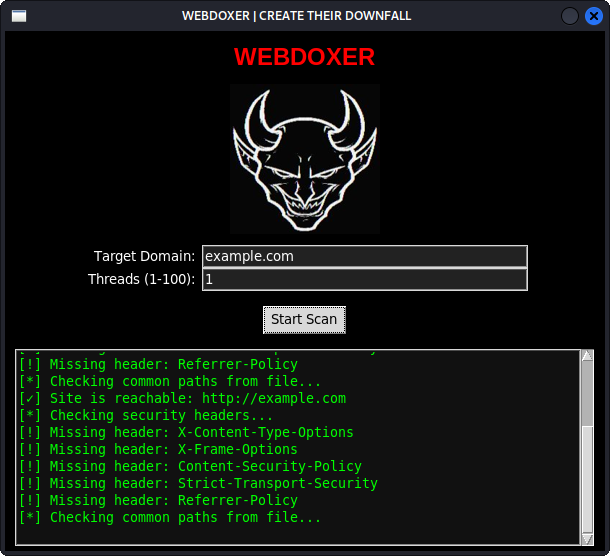 WEBDOXER | CREATE THEIR DOWNFALL
WEBDOXER
Target Domain: example.com
Threads (1-100): 1
Start Scan
[!] Missing header: Referrer-Policy
[*] Checking common paths from file...
[✓] Site is reachable: http://example.com
[*] Checking security headers...
[!] Missing header: X-Content-Type-Options
[!] Missing header: X-Frame-Options
[!] Missing header: Content-Security-Policy
[!] Missing header: Strict-Transport-Security
[!] Missing header: Referrer-Policy
[*] Checking common paths from file...